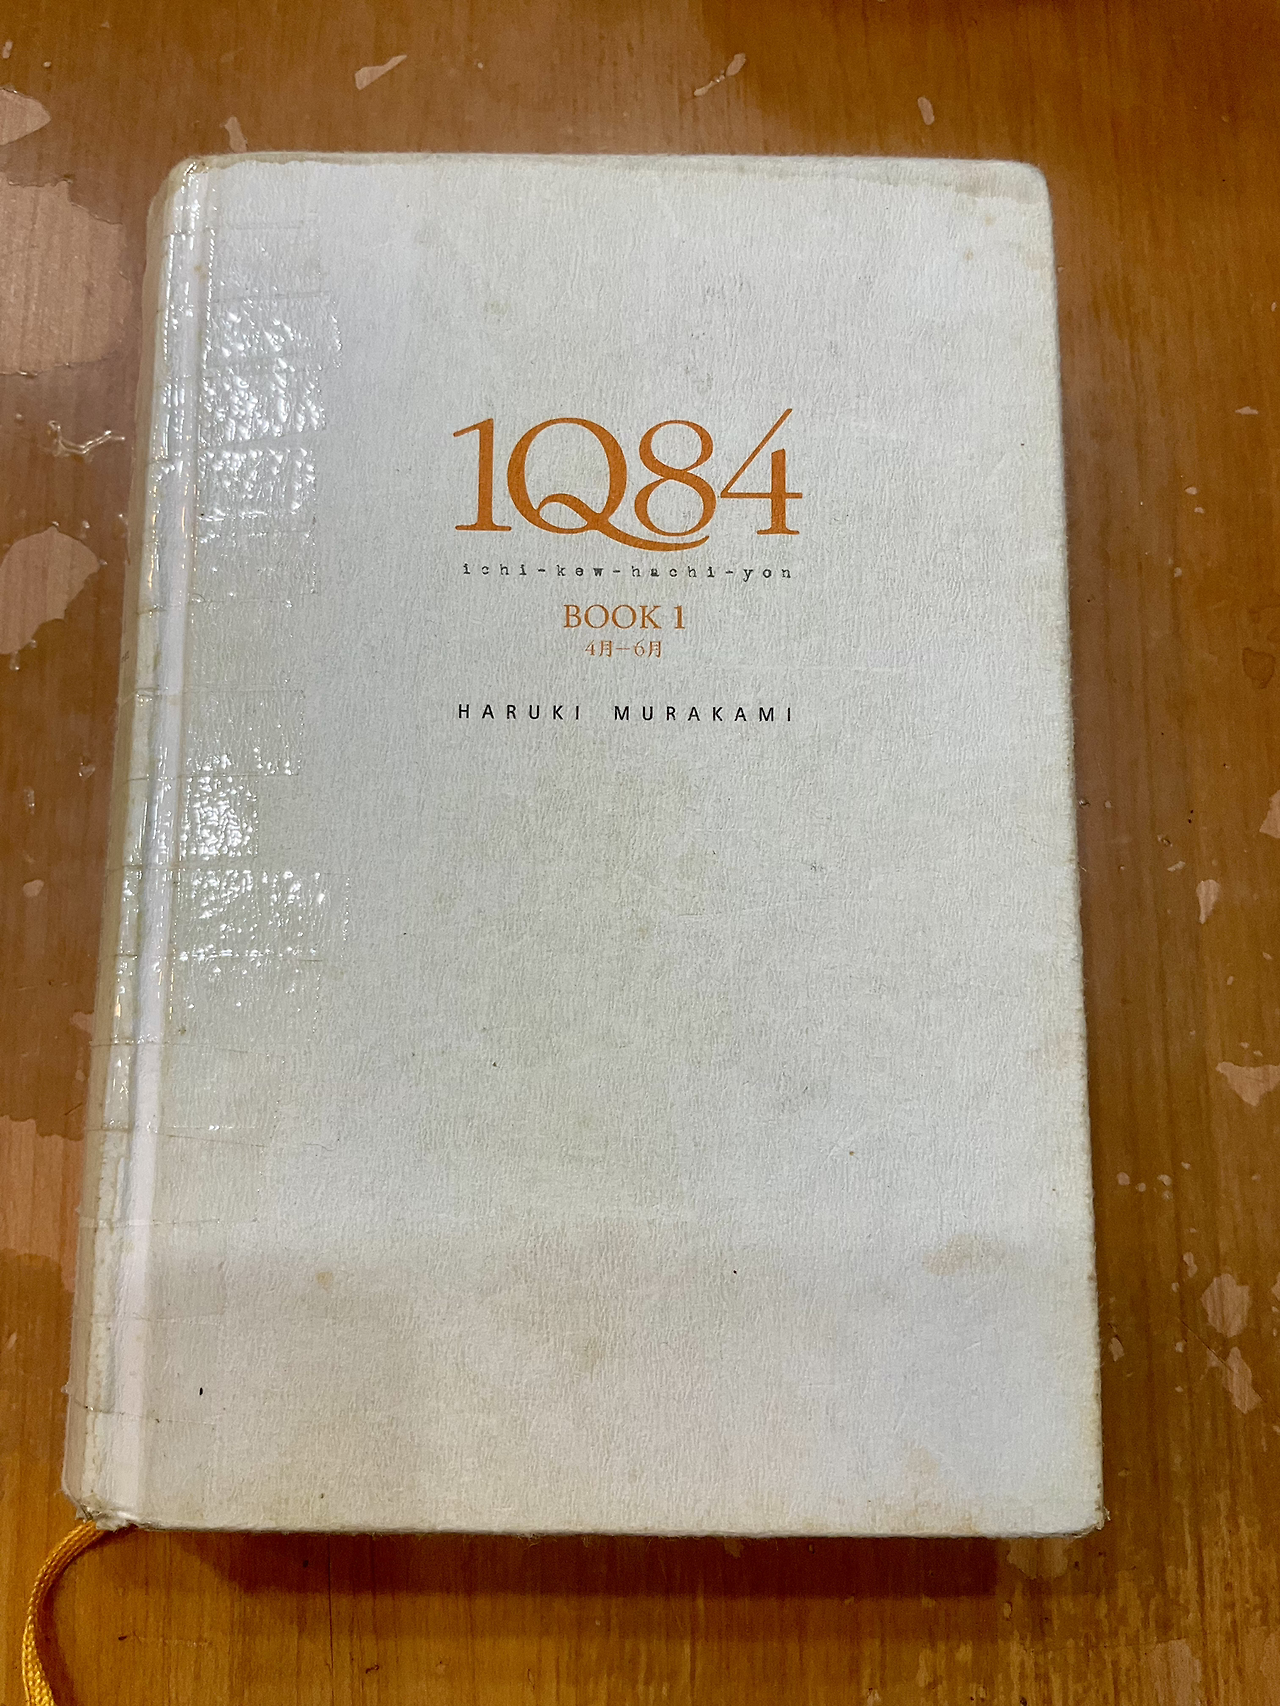 1Q84
ichi-kew-hachi-yon
BOOK 1
4月―6月
HARUKI MURAKAMI